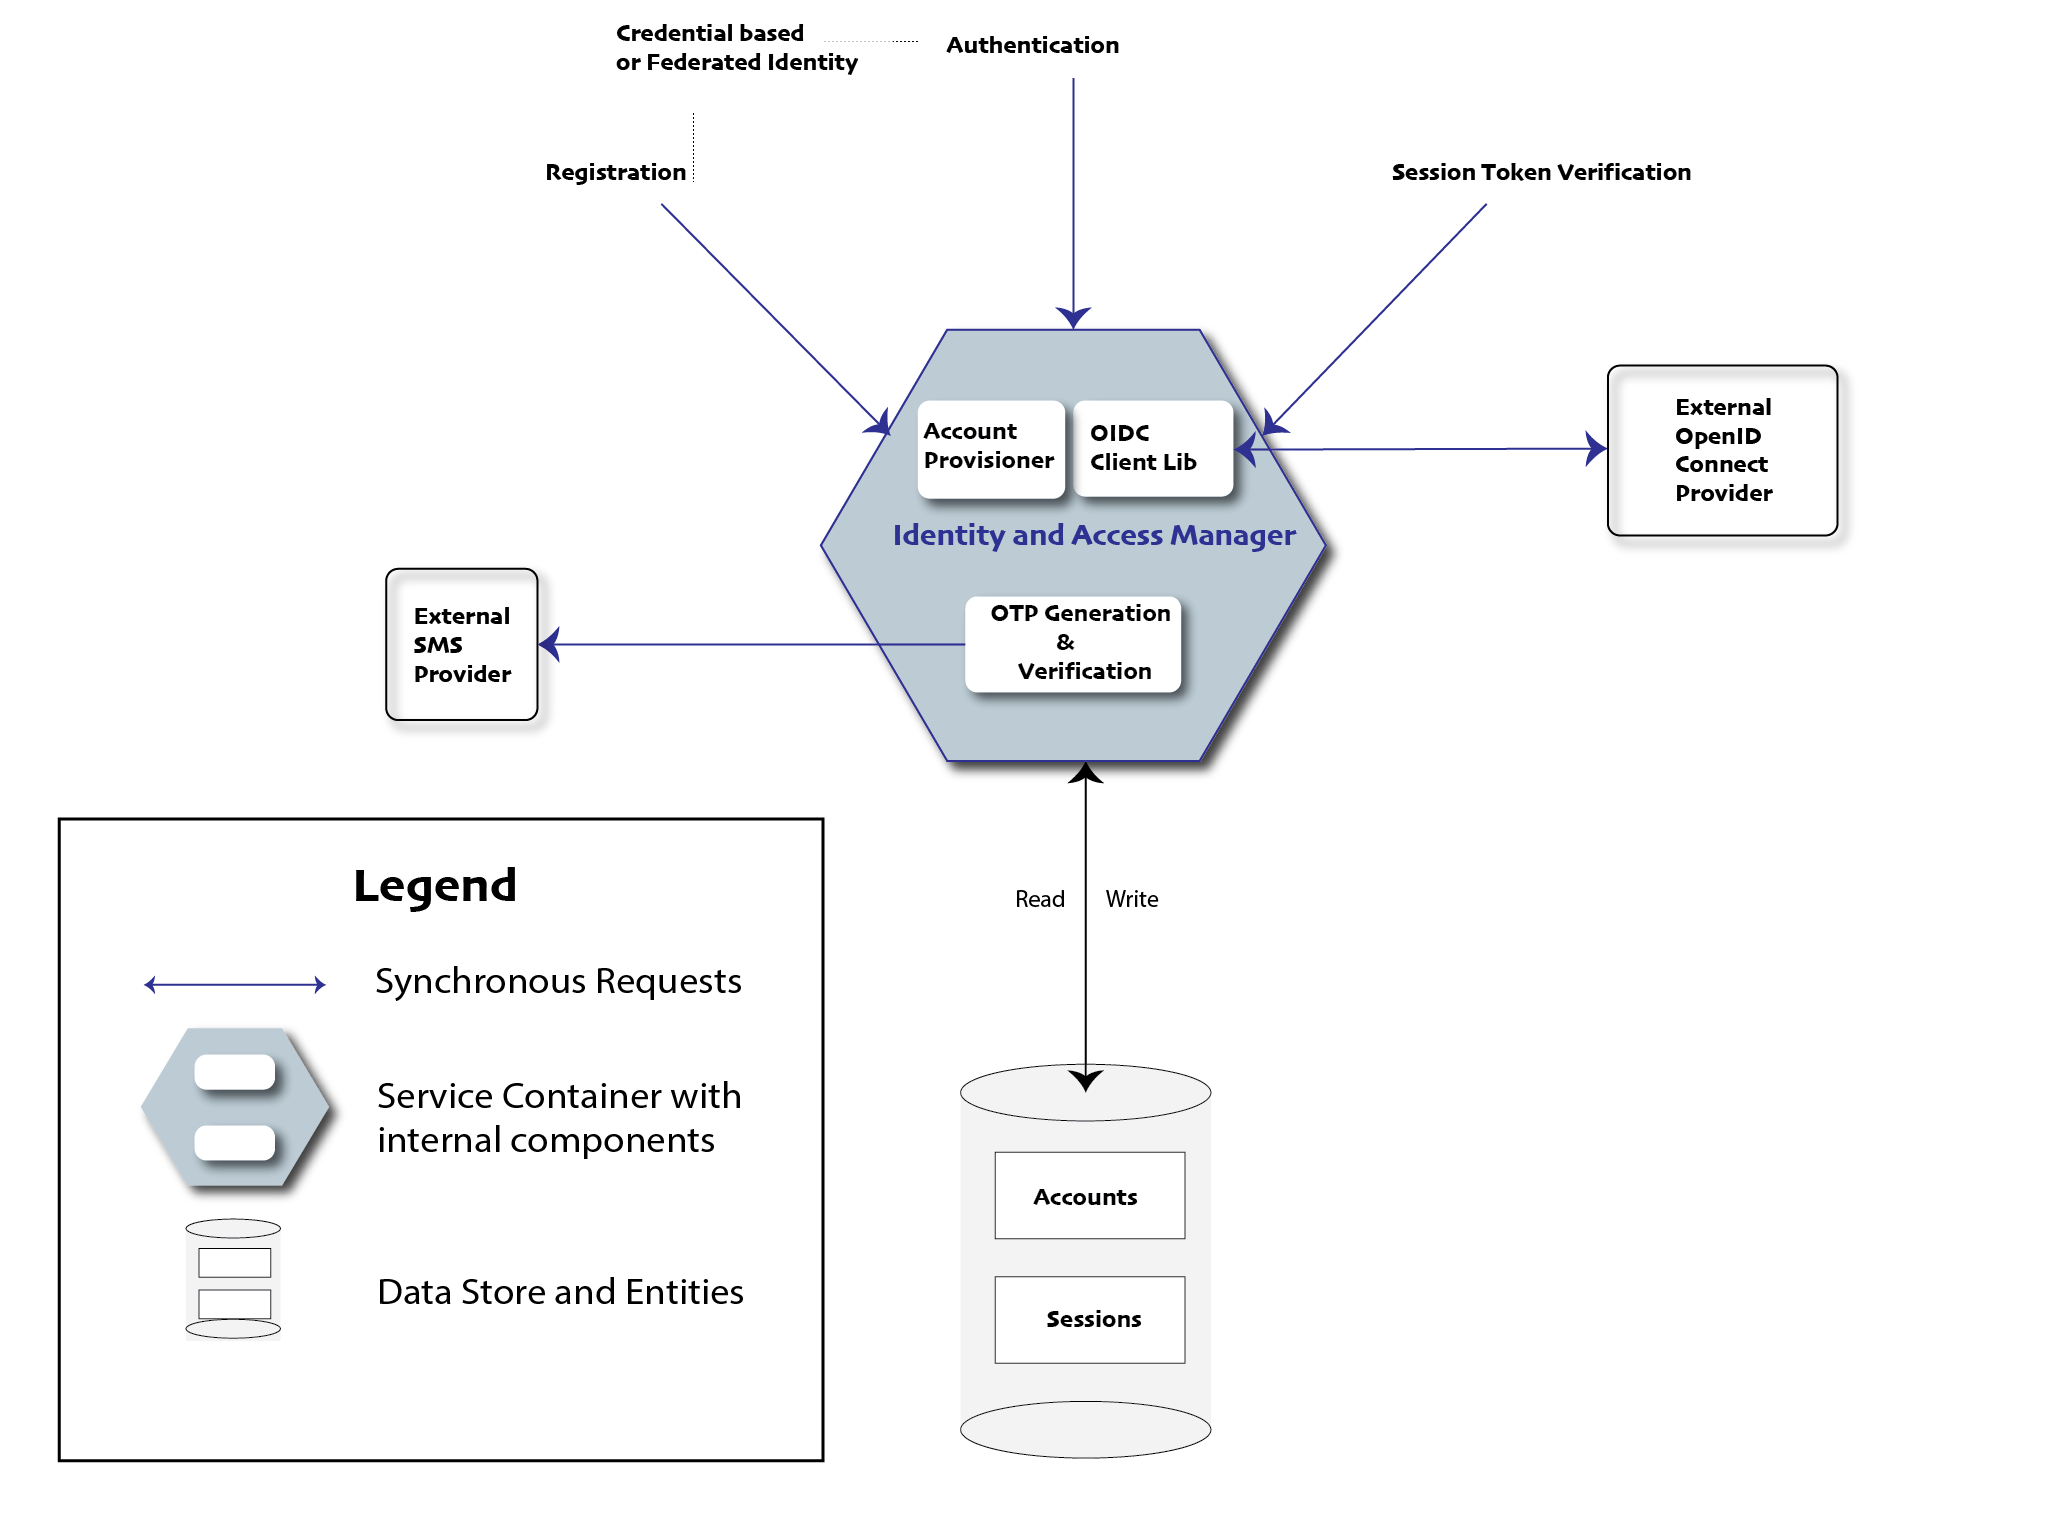 Credential based
or Federated Identity
Authentication
Registration
Session Token Verification
Account
Provisioner
OIDC
Client Lib
External
OpenID
Connect
Provider
Identity and Access Manager
External
SMS
Provider
OTP Generation
&
Verification
Read
Write
Legend
Synchronous Requests
Service Container with
internal components
Data Store and Entities
Accounts
Sessions